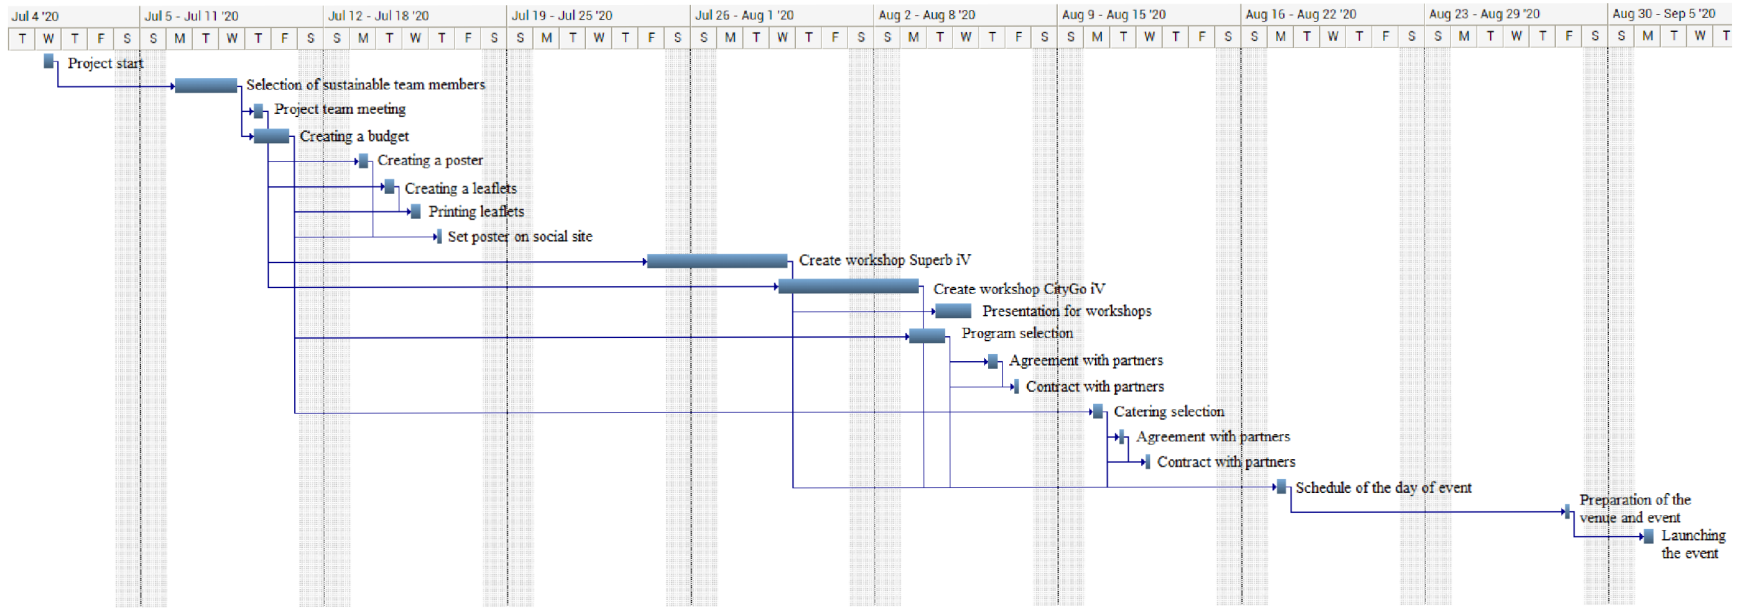 Jul 4 '20 Jul 5 - Jul 11 '20 Jul 12 - Jul 18 '20 Jul 19 - Jul 25 '20 Jul 26 - Aug 1 '20 Aug 2 - Aug 8 '20 Aug 9 - Aug 15 '20 Aug 16 - Aug 22 '20 Aug 23 - Aug 29 '20 Aug 30 - Sep 5 '20
T W T F S S M T W T F S S M T W T F S S M T W T F S S M T W T F S S M T W T F S S M T W T F S S M T W T F S S M T W T F S S M T W T
Project start
Selection of sustainable team members
Project team meeting
Creating a budget
Creating a poster
Creating a leaflets
Printing leaflets
Set poster on social site
Create workshop Superb iV
Create workshop CityGo iV
Presentation for workshops
Program selection
Agreement with partners
Contract with partners
Catering selection
Agreement with partners
Contract with partners
Schedule of the day of event
Preparation of the
venue and event
Launching
the event